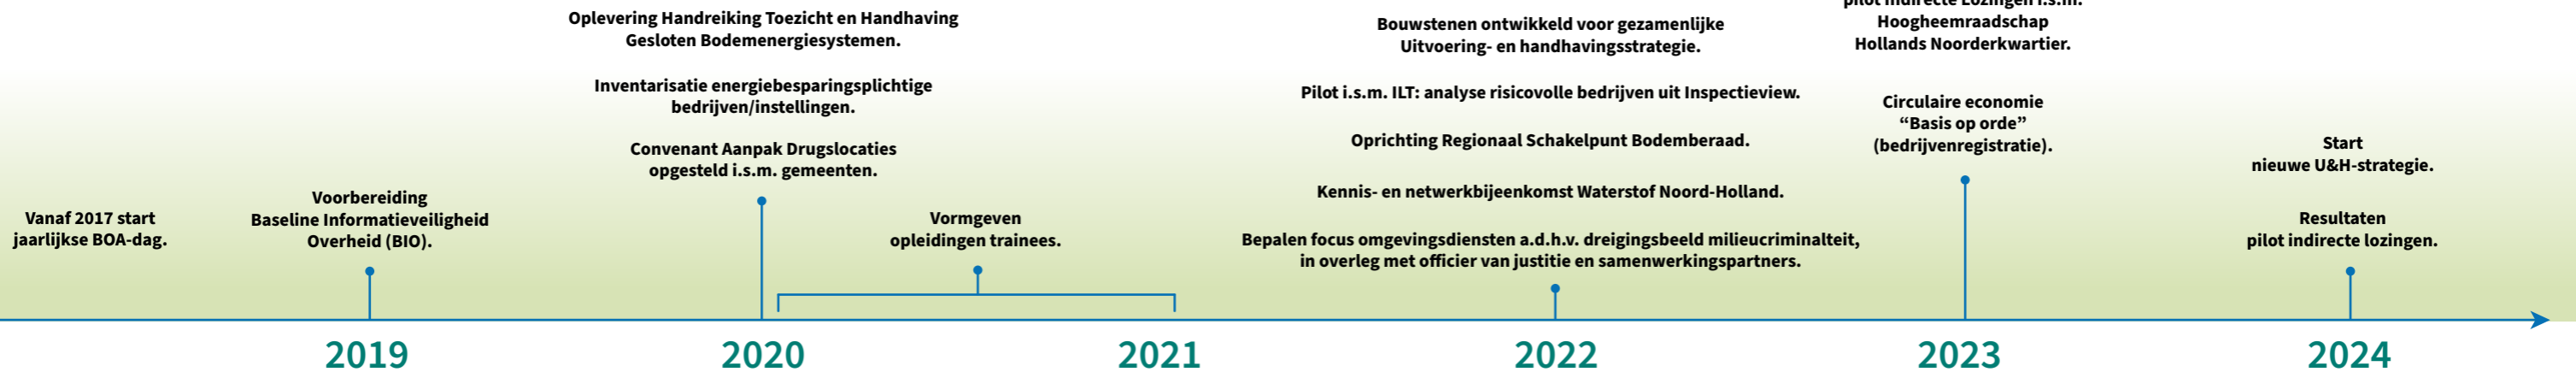 Vanaf 2017 start
jaarlijkse BOA-dag.
Voorbereiding
Baseline Informatieveiligheid
Overheid (BIO).
Oplevering Handreiking Toezicht en Handhaving
Gesloten Bodemenergiesystemen.
Inventarisatie energiebesparingsplichtige
bedrijven/instellingen.
Convenant Aanpak Drugslocaties
opgesteld i.s.m. gemeenten.
Vormgeven
opleidingen trainees.
Bouwstenen ontwikkeld voor gezamenlijke
Uitvoering- en handhavingsstrategie.
Pilot i.s.m. ILT: analyse risicovolle bedrijven uit Inspectieview.
Oprichting Regionaal Schakelpunt Bodemberaad.
Kennis- en netwerkbijeenkomst Waterstof Noord-Holland.
Bepalen focus omgevingsdiensten a.d.h.v. dreigingsbeeld milieucriminalteit,
in overleg met officier van justitie en samenwerkingspartners.
pilot indirecte Lozingen i.s.m.
Hoogheemraadschap
Hollands Noorderkwartier.
Circulaire economie
“Basis op orde”
(bedrijvenregistratie).
Start
nieuwe U&H-strategie.
Resultaten
pilot indirecte lozingen.
2019
2020
2021
2022
2023
2024